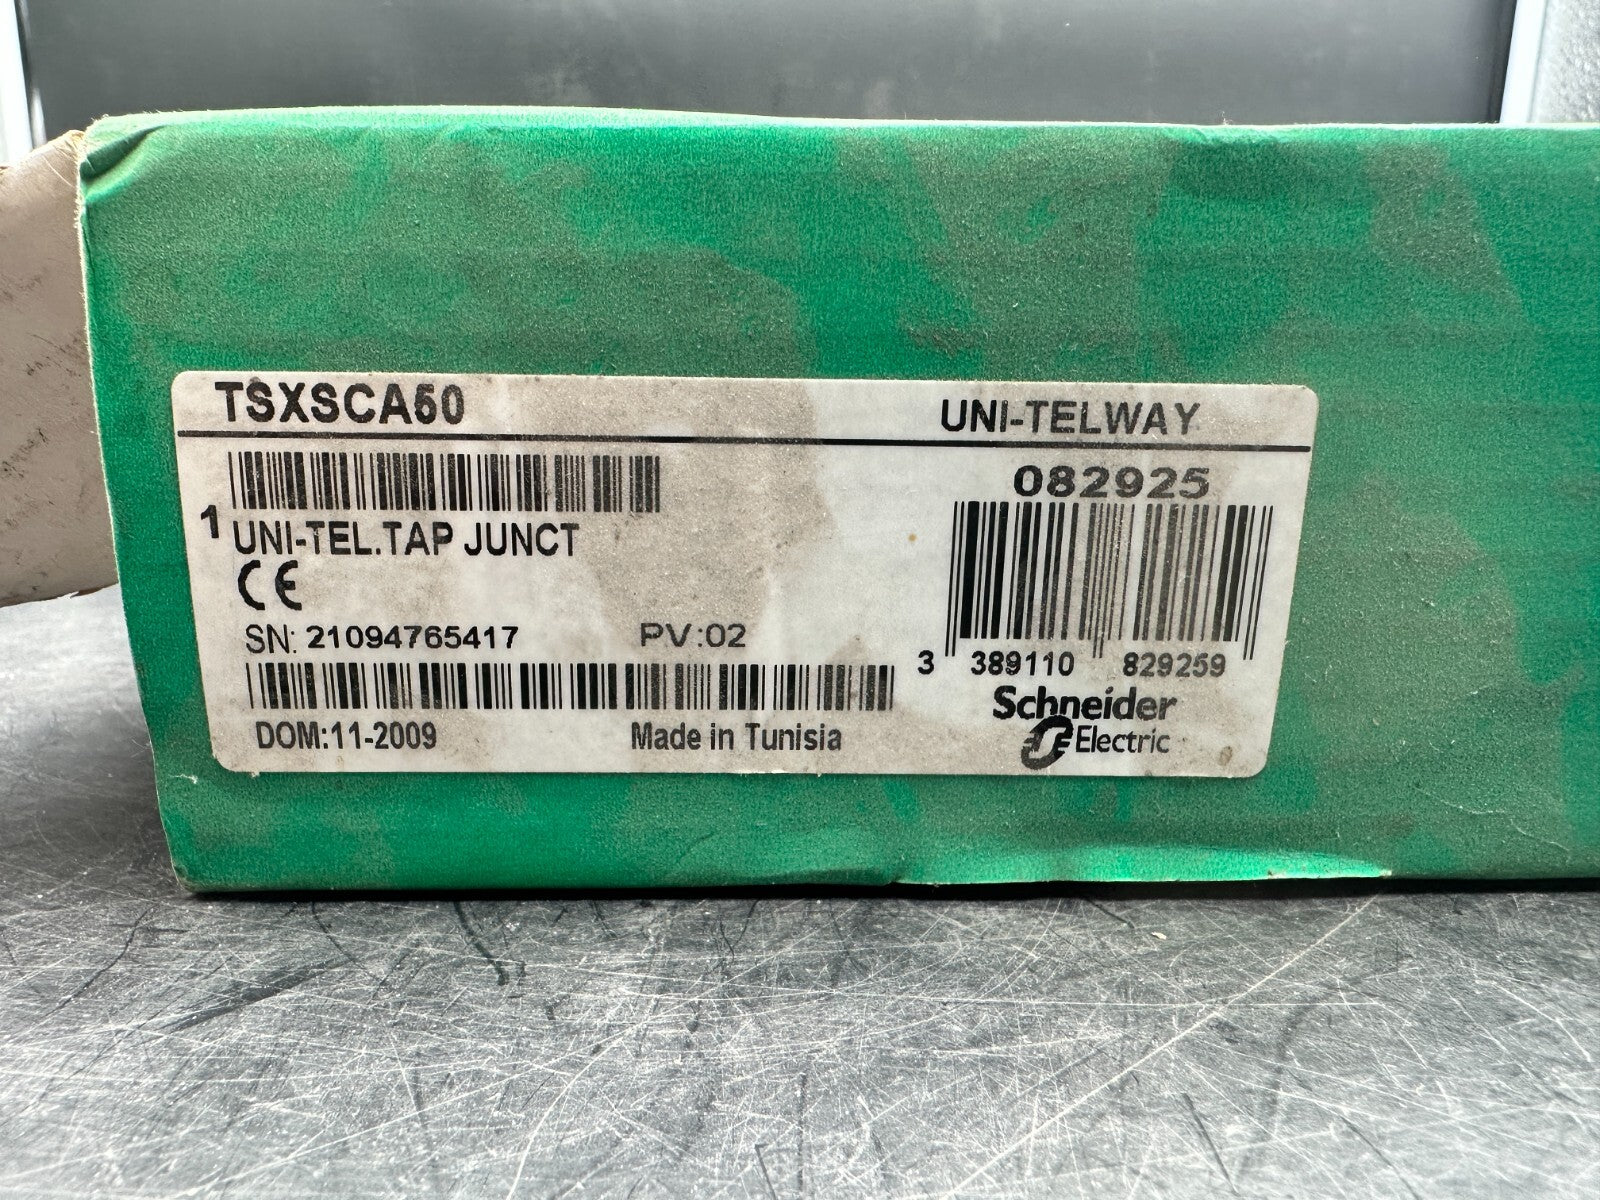 TSXSCA50
UNI-TELWAY
082925
1
UNI-TEL.TAP JUNCT
CE
SN: 21094765417 PV:02
3 389110 829259
DOM:11-2009 Made in Tunisia
Schneider
Electric